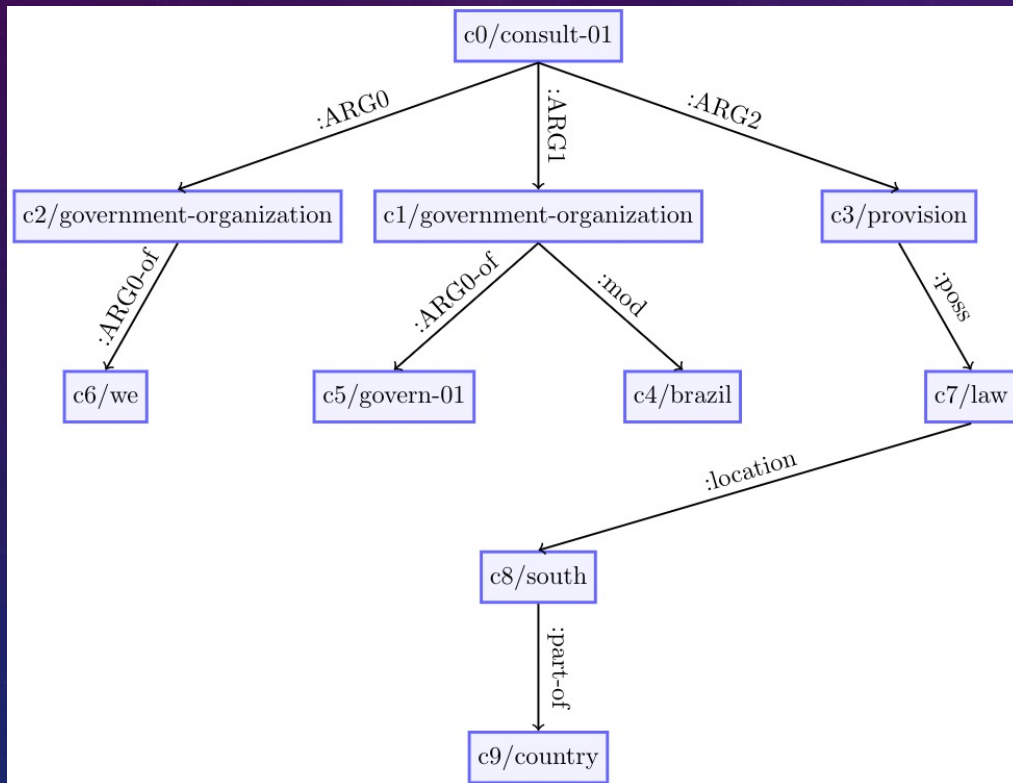 c0/consult-01
:ARG0
:ARG1
:ARG2
c2/government-organization
c1/government-organization
c3/provision
:ARG0-of
:ARG0-of
:mod
:poss
c6/we
c5/govern-01
c4/brazil
c7/law
:location
c8/south
:part-of
c9/country